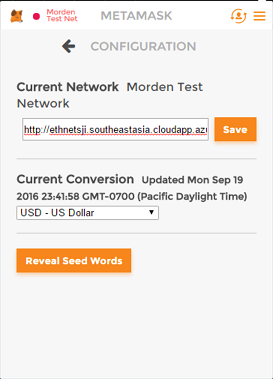 Morden
Test Net
METAMASK
CONFIGURATION
Current Network Morden Test
Network
http://ethnetsji.southeastasia.cloudapp.az
Save
Current Conversion Updated Mon Sep 19
2016 23:41:58 GMT-0700 (Pacific Daylight Time)
USD - US Dollar
Reveal Seed Words